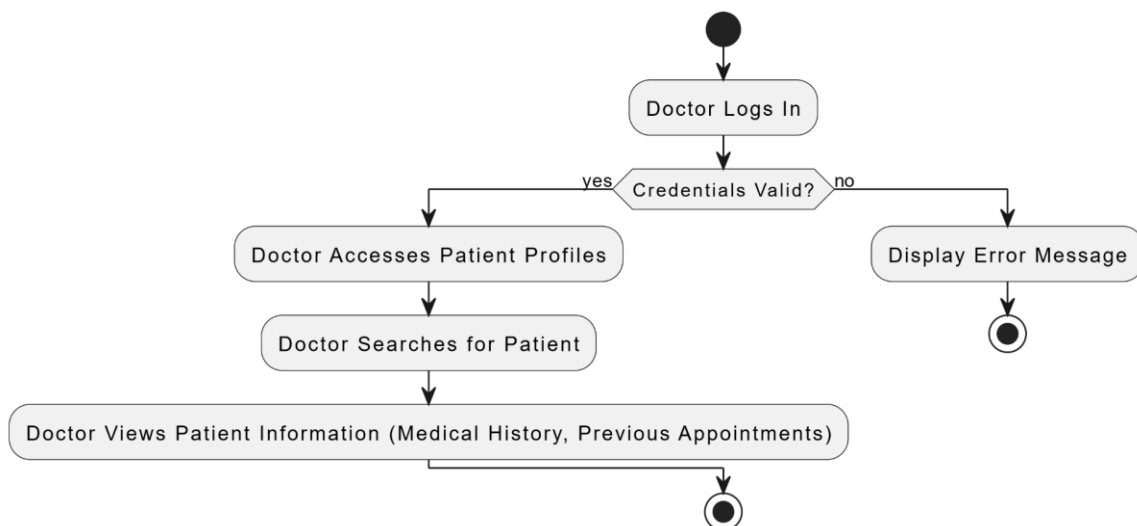 Doctor Logs In
yes
Credentials Valid?
no
Doctor Accesses Patient Profiles
Display Error Message
Doctor Searches for Patient
Doctor Views Patient Information (Medical History, Previous Appointments)